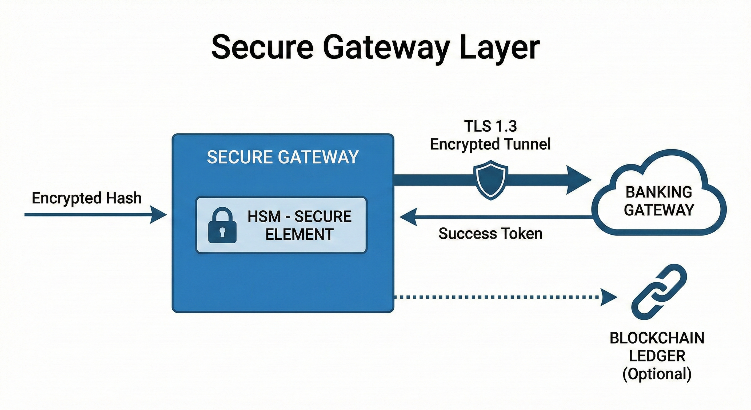 Secure Gateway Layer
SECURE GATEWAY
HSM - SECURE
ELEMENT
Encrypted Hash
TLS 1.3
Encrypted Tunnel
BANKING
GATEWAY
Success Token
BLOCKCHAIN
LEDGER
(Optional)